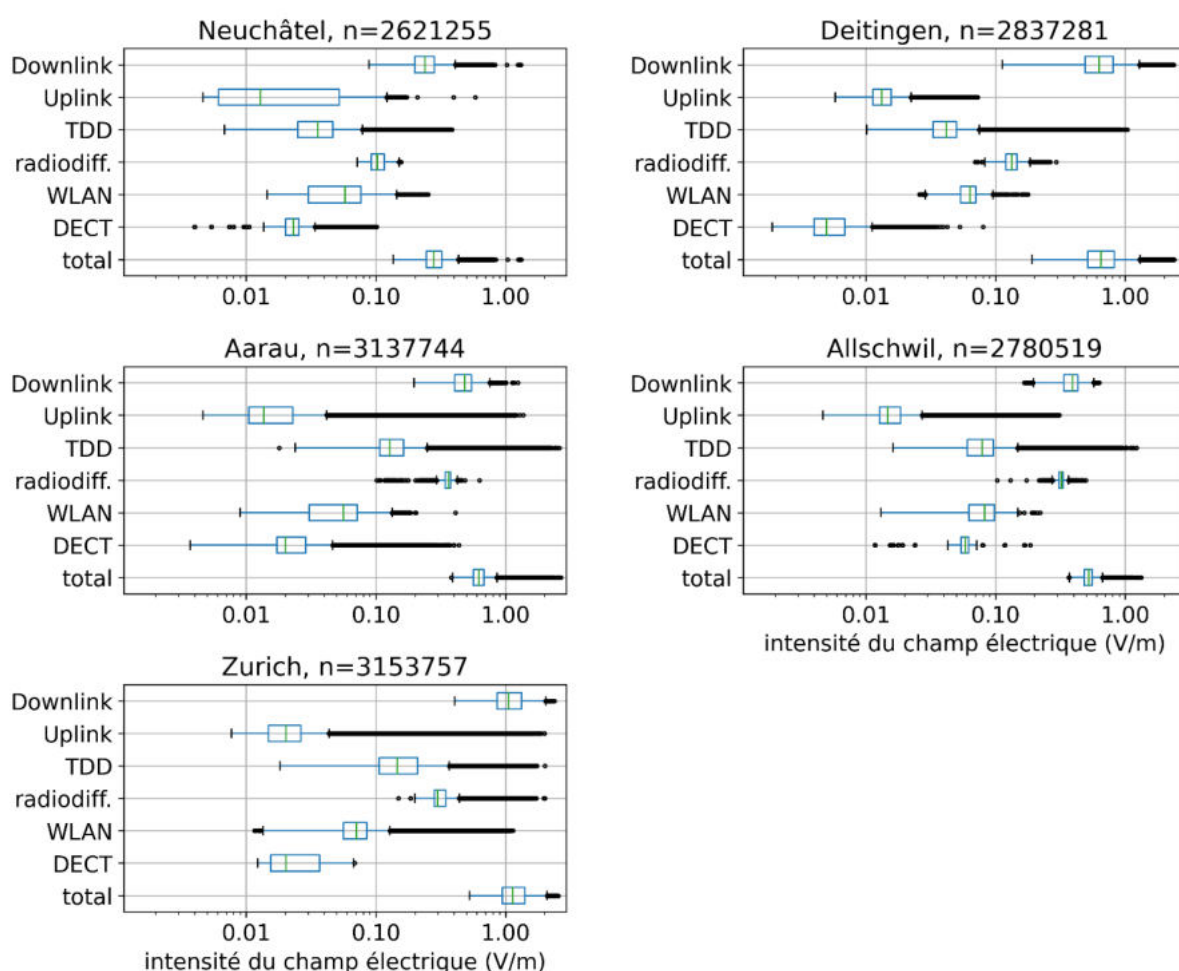 Neuchâtel, n=2621255
Downlink
Uplink
TDD
radiodiff.
WLAN
DECT
total
0.01 0.10 1.00
Deitingen, n=2837281
Downlink
Uplink
TDD
radiodiff.
WLAN
DECT
total
0.01 0.10 1.00
Aarau, n=3137744
Downlink
Uplink
TDD
radiodiff.
WLAN
DECT
total
0.01 0.10 1.00
Allschwil, n=2780519
Downlink
Uplink
TDD
radiodiff.
WLAN
DECT
total
0.01 0.10 1.00
intensité du champ électrique (V/m)
Zurich, n=3153757
Downlink
Uplink
TDD
radiodiff.
WLAN
DECT
total
0.01 0.10 1.00
intensité du champ électrique (V/m)